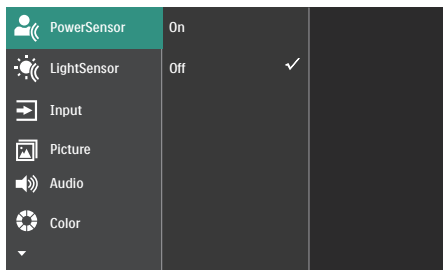 PowerSensor
On
LightSensor
Off
Input
Picture
Audio
Color